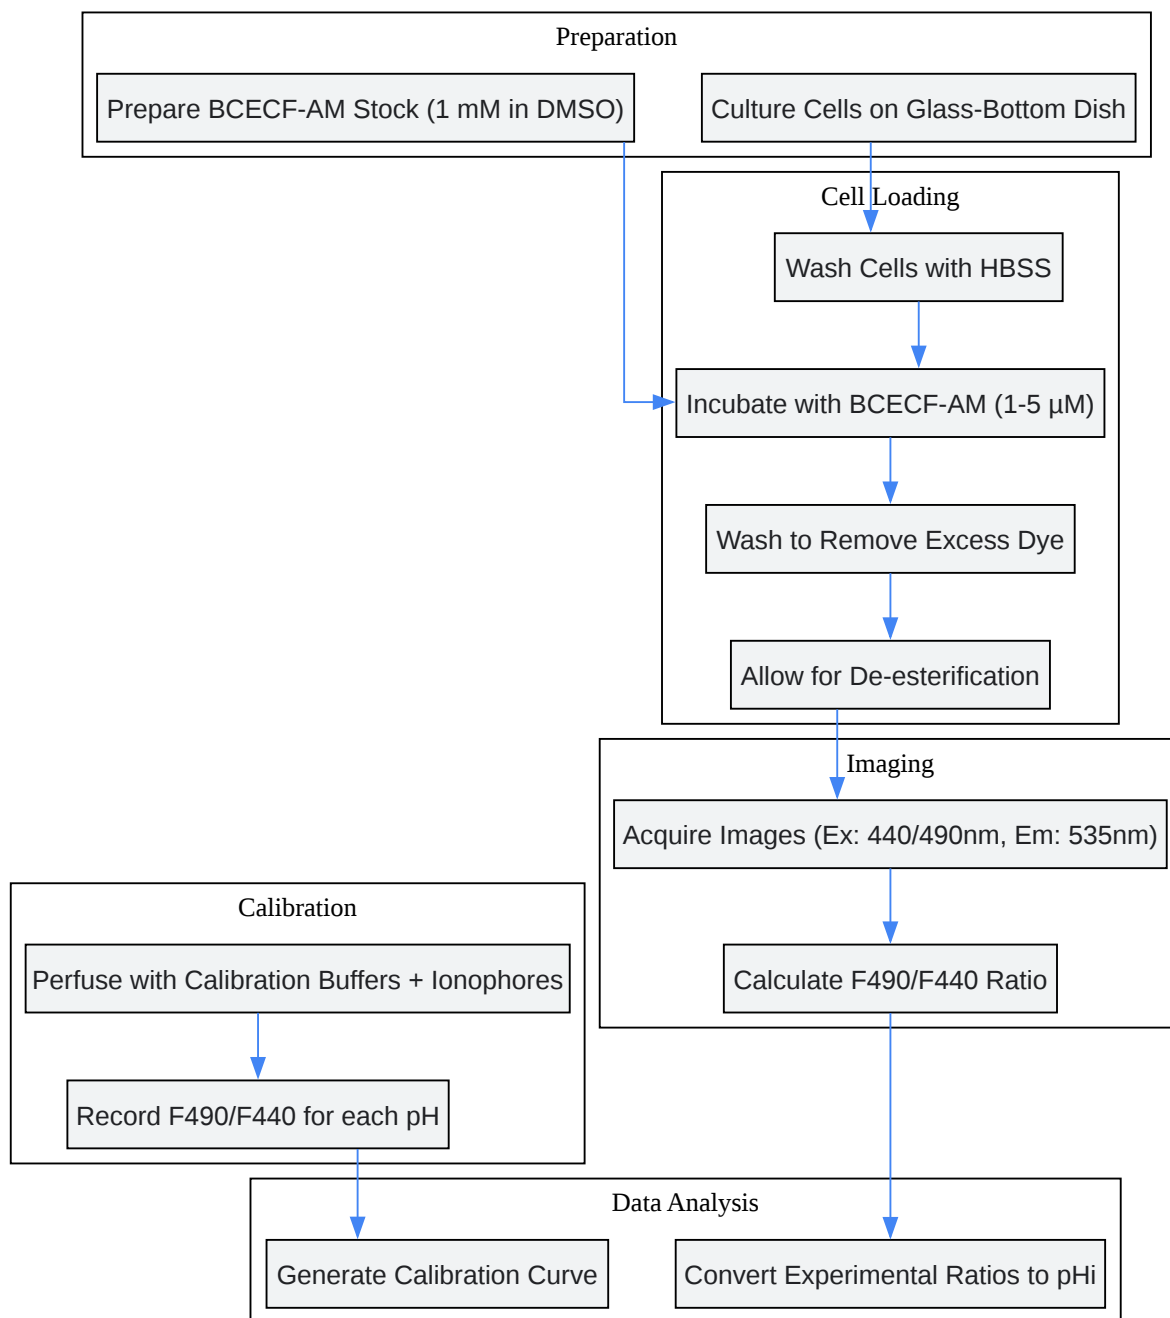 Preparation
Prepare BCECF-AM Stock (1 mM in DMSO)
Culture Cells on Glass-Bottom Dish
Cell Loading
Wash Cells with HBSS
Incubate with BCECF-AM (1-5 µM)
Wash to Remove Excess Dye
Allow for De-esterification
Imaging
Acquire Images (Ex: 440/490nm, Em: 535nm)
Calculate F490/F440 Ratio
Calibration
Perfuse with Calibration Buffers + Ionophores
Record F490/F440 for each pH
Data Analysis
Generate Calibration Curve
Convert Experimental Ratios to pHi